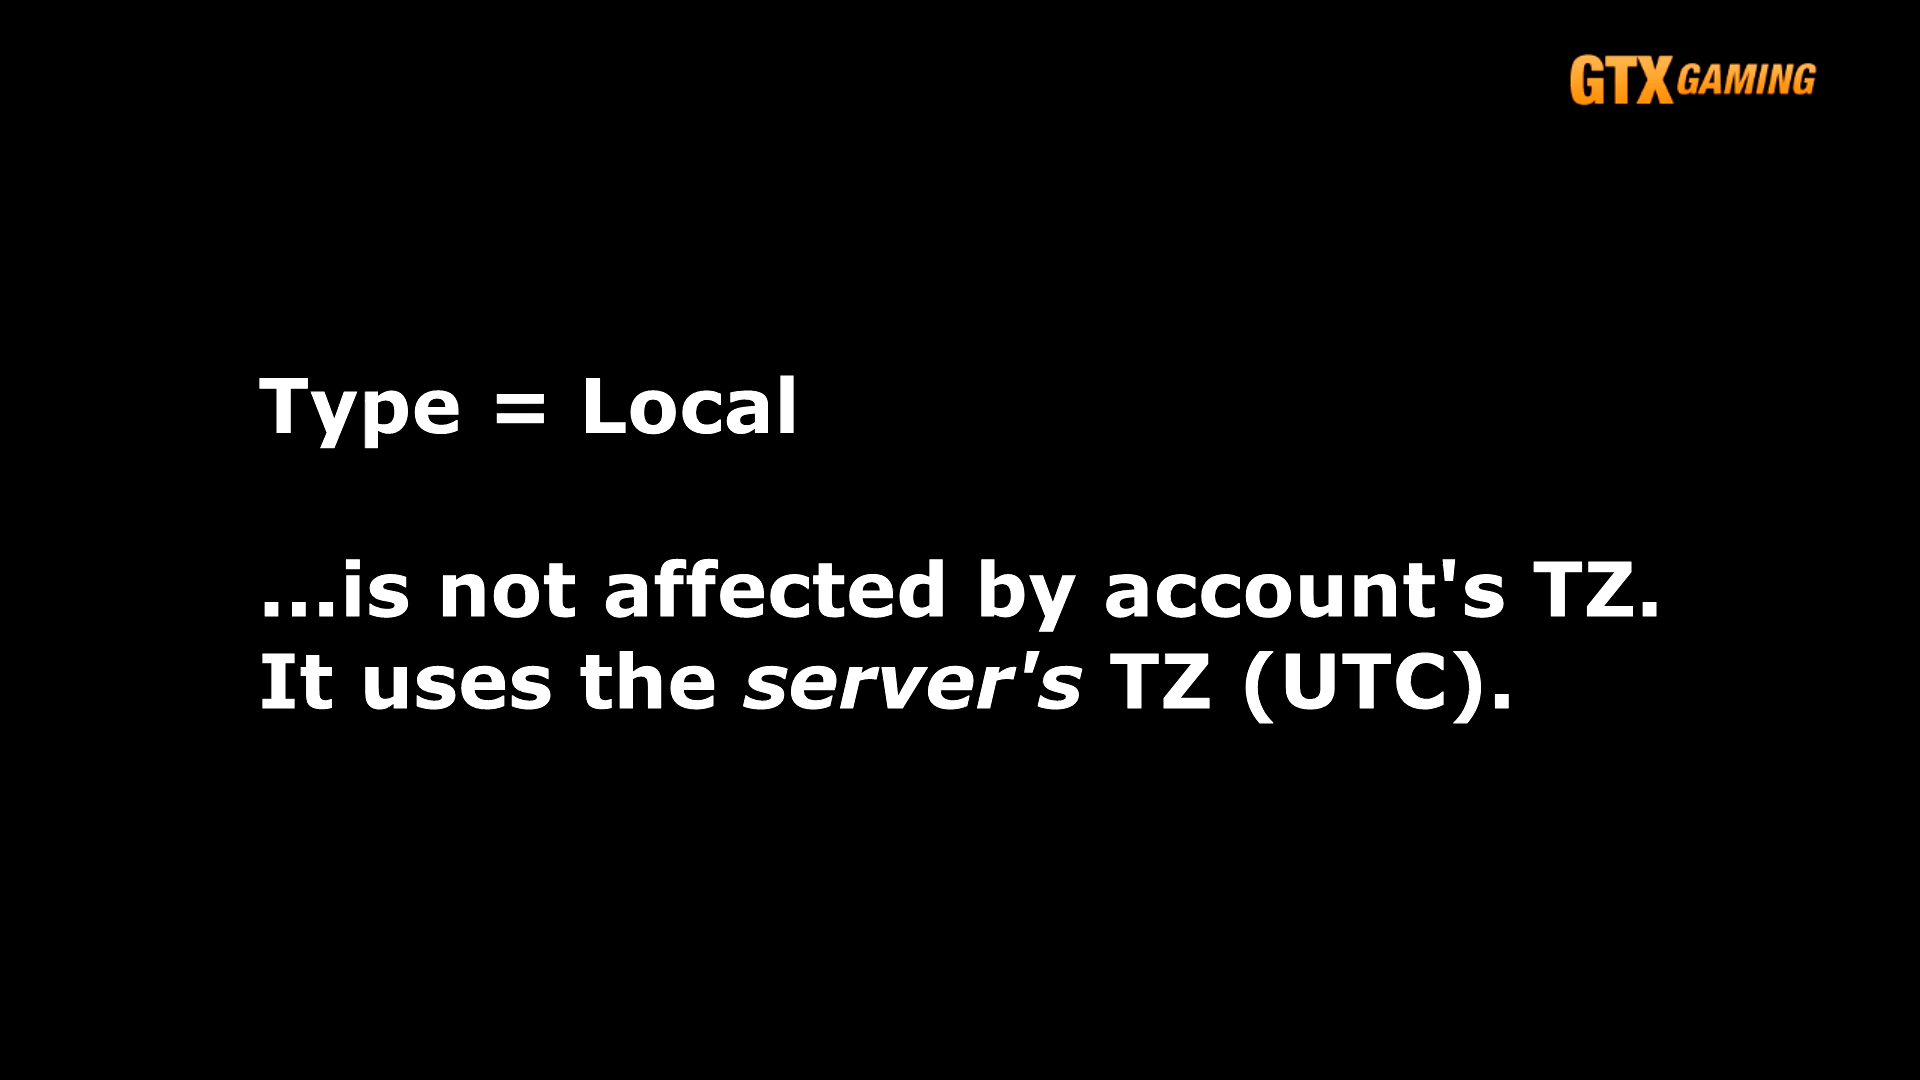 GTX GAMING
Type = Local
...is not affected by account's TZ.
It uses the server's TZ (UTC).